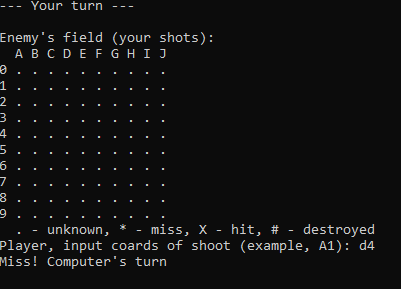 --- Your turn ---
Enemy's field (your shots):
A B C D E F G H I J
0 . . . . . . . . . .
1 . . . . . . . . . .
2 . . . . . . . . . .
3 . . . . . . . . . .
4 . . . . . . . . . .
5 . . . . . . . . . .
6 . . . . . . . . . .
7 . . . . . . . . . .
8 . . . . . . . . . .
9 . . . . . . . . . .
. - unknown, * - miss, X - hit, # - destroyed
Player, input coards of shoot (example, A1): d4
Miss! Computer's turn